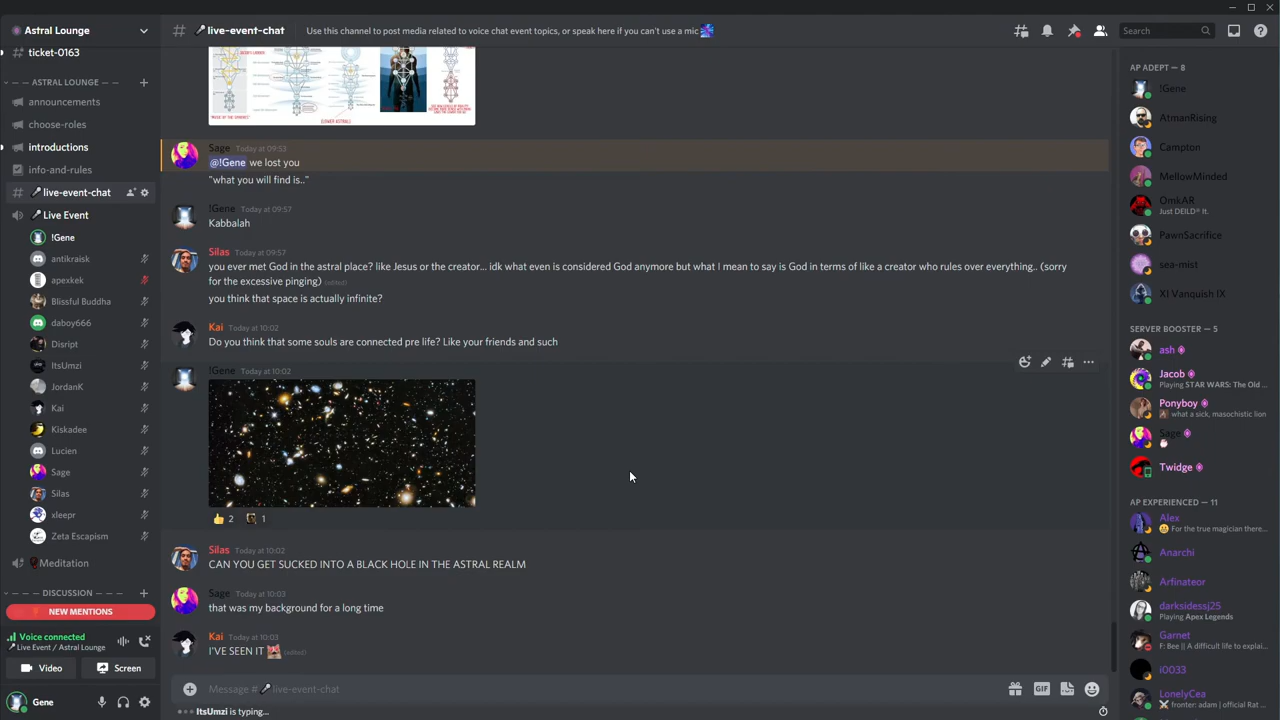 Astral Lounge
ticket-0163
ASTRAL LOUNGE
announcements
choose-roles
introductions
info-and-rules
live-event-chat
Live Event
!Gene
antikraisk
apexkek
Blissful Buddha
daboy666
Disript
ItsUmzi
JordanK
Kai
Kiskadee
Lucien
Sage
Silas
xleepr
Zeta Escapism
Meditation
DISCUSSION
NEW MENTIONS
Voice connected
Live Event / Astral Lounge
Video
Screen
Gene
live-event-chat
Use this channel to post media related to voice chat event topics, or speak here if you can't use a mic
Search
(LOWER ASTRAL)
Sage Today at 09:53
@!Gene we lost you
"what you will find is.."
!Gene Today at 09:57
Kabbalah
Silas Today at 09:57
you ever met God in the astral place? like Jesus or the creator... idk what even is considered God anymore but what I mean to say is God in terms of like a creator who rules over everything.. (sorry
for the excessive pinging) (edited)
you think that space is actually infinite?
Kai Today at 10:02
Do you think that some souls are connected pre life? Like your friends and such
!Gene Today at 10:02
2 1
Silas Today at 10:02
CAN YOU GET SUCKED INTO A BLACK HOLE IN THE ASTRAL REALM
Sage Today at 10:03
that was my background for a long time
Kai Today at 10:03
I'VE SEEN IT (edited)
Message # live-event-chat
GIF
ItsUmzi is typing...
AP ADEPT — 8
!Gene
AtmanRising
Campton
MellowMinded
OmkAR
Just DEILD® it.
PawnSacrifice
sea-mist
XI Vanquish IX
SERVER BOOSTER — 5
ash
Jacob
Playing STAR WARS: The Old ...
Ponyboy
what a sick, masochistic lion
Sage
Twidge
AP EXPERIENCED — 11
Alex
For the true magician there...
Anarchi
Arfinateor
darksidessj25
Playing Apex Legends
Garnet
F: Bee || A difficult life to explai...
i0033
LonelyCea
fronter: adam | official Rat ...